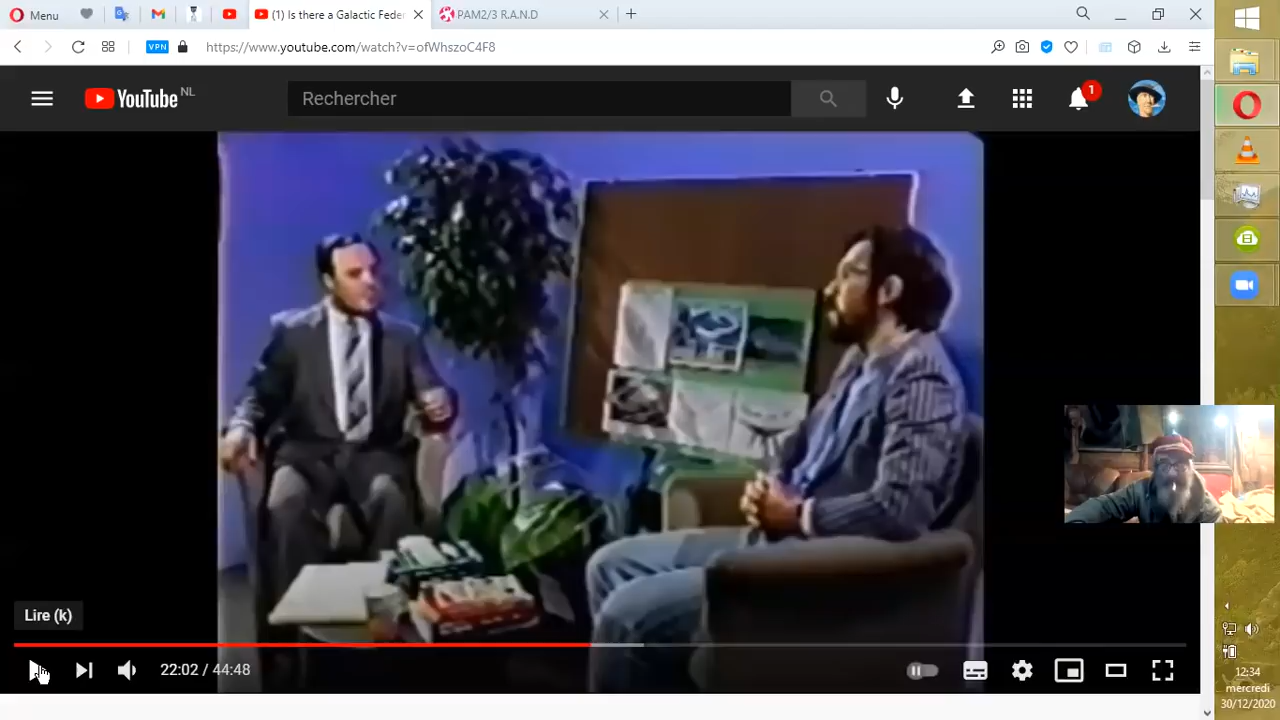 Menu
(1) Is there a Galactic Feder
PAM2/3 R.A.N.D
VPN
https://www.youtube.com/watch?v=ofWhszoC4F8
YouTube NL
Rechercher
1
Lire (k)
22:02 / 44:48
12:34
mercredi
30/12/2020